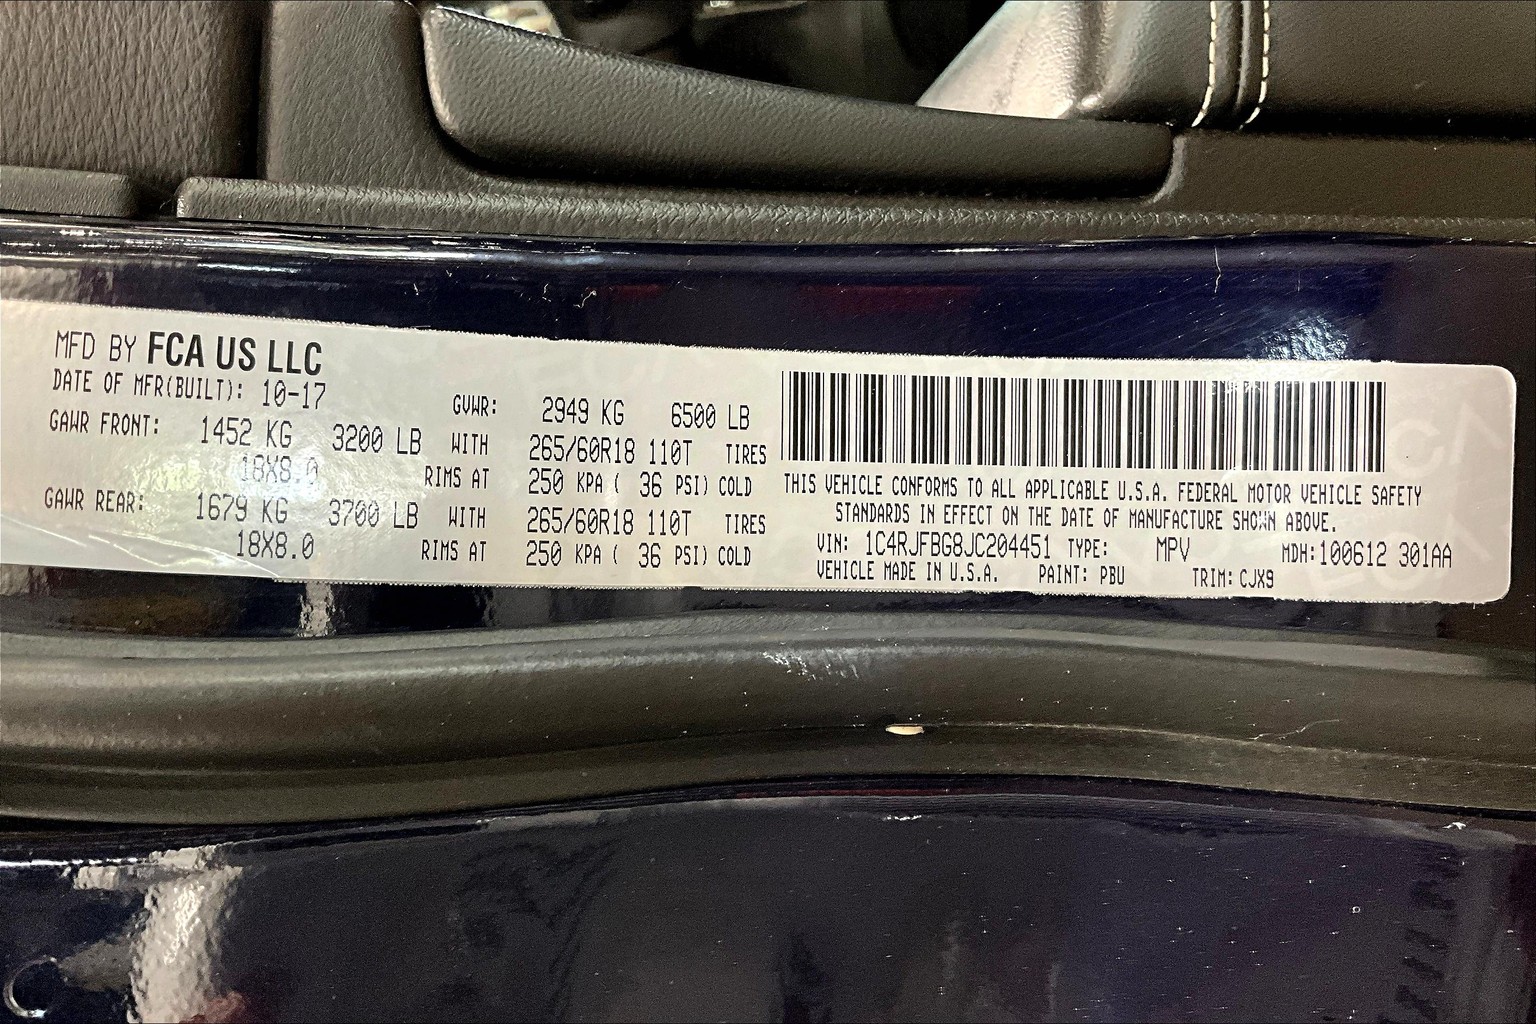 MFD BY FCA US LLC
DATE OF MFR(BUILT): 10-17
GVWR: 2949 KG 6500 LB
GAWR FRONT: 1452 KG 3200 LB WITH 265/60R18 110T TIRES
18X8.0 RIMS AT 250 KPA ( 36 PSI) COLD
GAWR REAR: 1679 KG 3700 LB WITH 265/60R18 110T TIRES
18X8.0 RIMS AT 250 KPA ( 36 PSI) COLD
THIS VEHICLE CONFORMS TO ALL APPLICABLE U.S.A. FEDERAL MOTOR VEHICLE SAFETY
STANDARDS IN EFFECT ON THE DATE OF MANUFACTURE SHOWN ABOVE.
VIN: 1C4RJFBG8JC204451 TYPE: MPV MDH:100612 301AA
VEHICLE MADE IN U.S.A. PAINT: PBU TRIM: CJX9